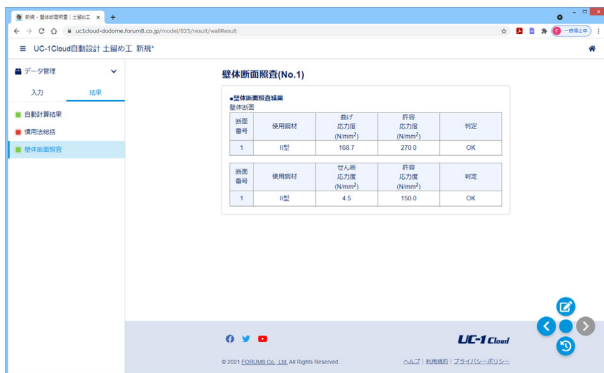 新規 - 壁体断面照査 | 土留め工
uc1cloud-dodome.forum8.co.jp/model/825/result/wallResult
一時停止中
UC-1Cloud自動設計 土留め工 新規*
データ管理
入力 結果
自動計算結果
慣用法総括
壁体断面照査
壁体断面照査(No.1)
●壁体断面照査結果
壁体断面
断面番号 使用鋼材 曲げ応力度(N/mm²) 許容応力度(N/mm²) 判定
1 II型 168.7 270.0 OK
断面番号 使用鋼材 せん断応力度(N/mm²) 許容応力度(N/mm²) 判定
1 II型 4.5 150.0 OK
UC-1 Cloud
© 2021 FORUM8 Co., Ltd. All Rights Reserved.
ヘルプ | 利用規約 | プライバシーポリシー